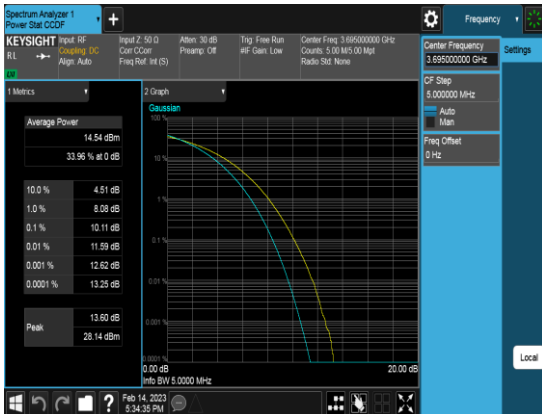 Spectrum Analyzer 1
Power Stat CCDF
+
Frequency
KEYSIGHT
Input: RF
Coupling: DC
Align: Auto
Input Z: 50 Ω
Corr CCorr
Freq Ref: Int (S)
Atten: 30 dB
Preamp: Off
Trig: Free Run
#IF Gain: Low
Center Freq: 3.695000000 GHz
Counts: 5.00 M/5.00 Mpt
Radio Std: None
RL
Center Frequency
3.695000000 GHz
Settings
CF Step
5.000000 MHz
Auto
Man
Freq Offset
0 Hz
Local
1 Metrics
Average Power
14.54 dBm
33.96 % at 0 dB
10.0 % 4.51 dB
1.0 % 8.08 dB
0.1 % 10.11 dB
0.01 % 11.59 dB
0.001 % 12.62 dB
0.0001 % 13.25 dB
Peak
13.60 dB
28.14 dBm
2 Graph
Gaussian
100 %
10 %
1 %
0.1 %
0.01 %
0.001 %
0.0001 %
0.00 dB 20.00 dB
Info BW 5.0000 MHz
?
Feb 14, 2023
5:34:35 PM